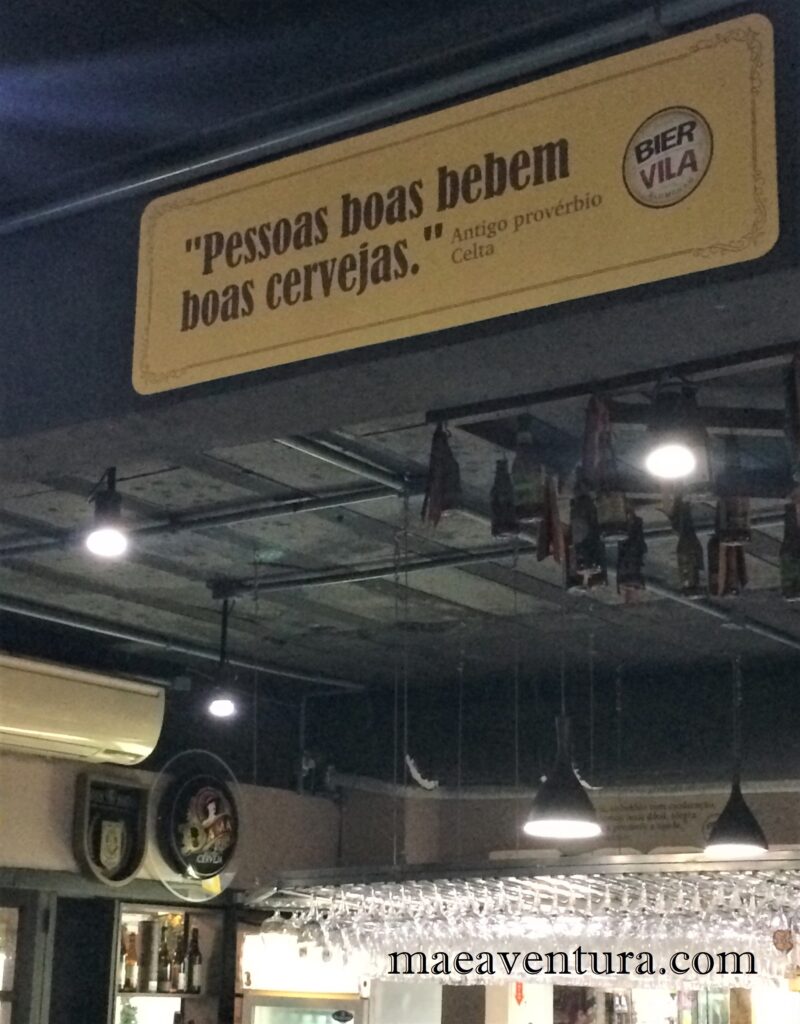 "Pessoas boas bebem
boas cervejas."
Antigo provérbio
Celta
BIER
VILA
CERVEJA
maeaventura.com